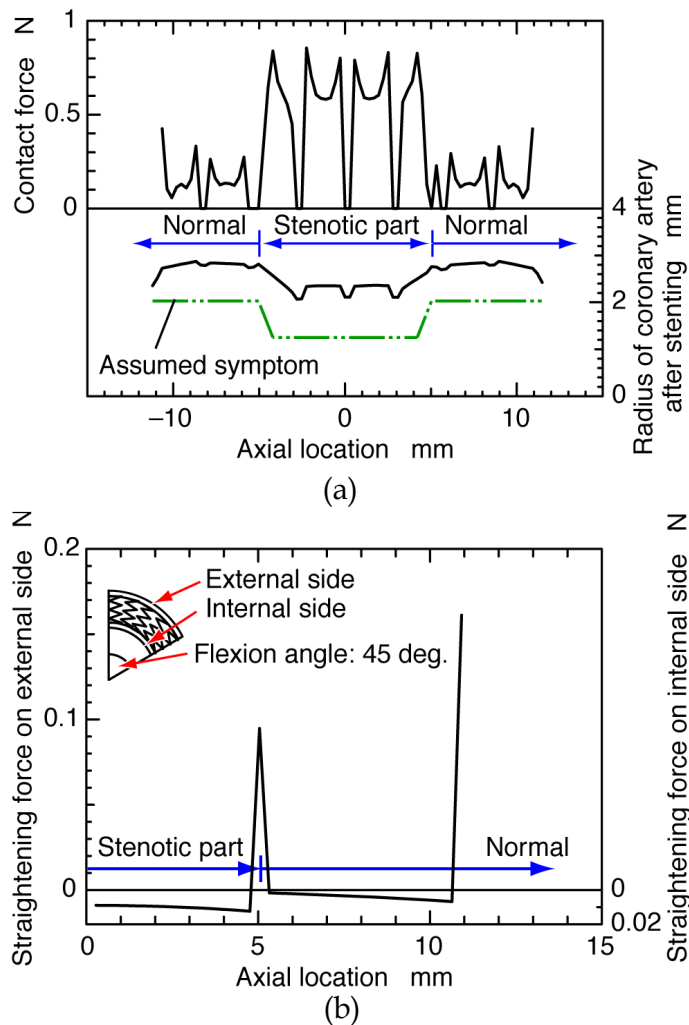 Contact force N
1
0.5
0
Normal
Stenotic part
Normal
4
2
0
Radius of coronary artery
after stenting mm
Assumed symptom
−10
0
10
Axial location mm
(a)
Straightening force on external side N
Straightening force on internal side N
0.2
External side
Internal side
Flexion angle: 45 deg.
0.1
Stenotic part
Normal
0
0
0.02
0
5
10
15
Axial location mm
(b)